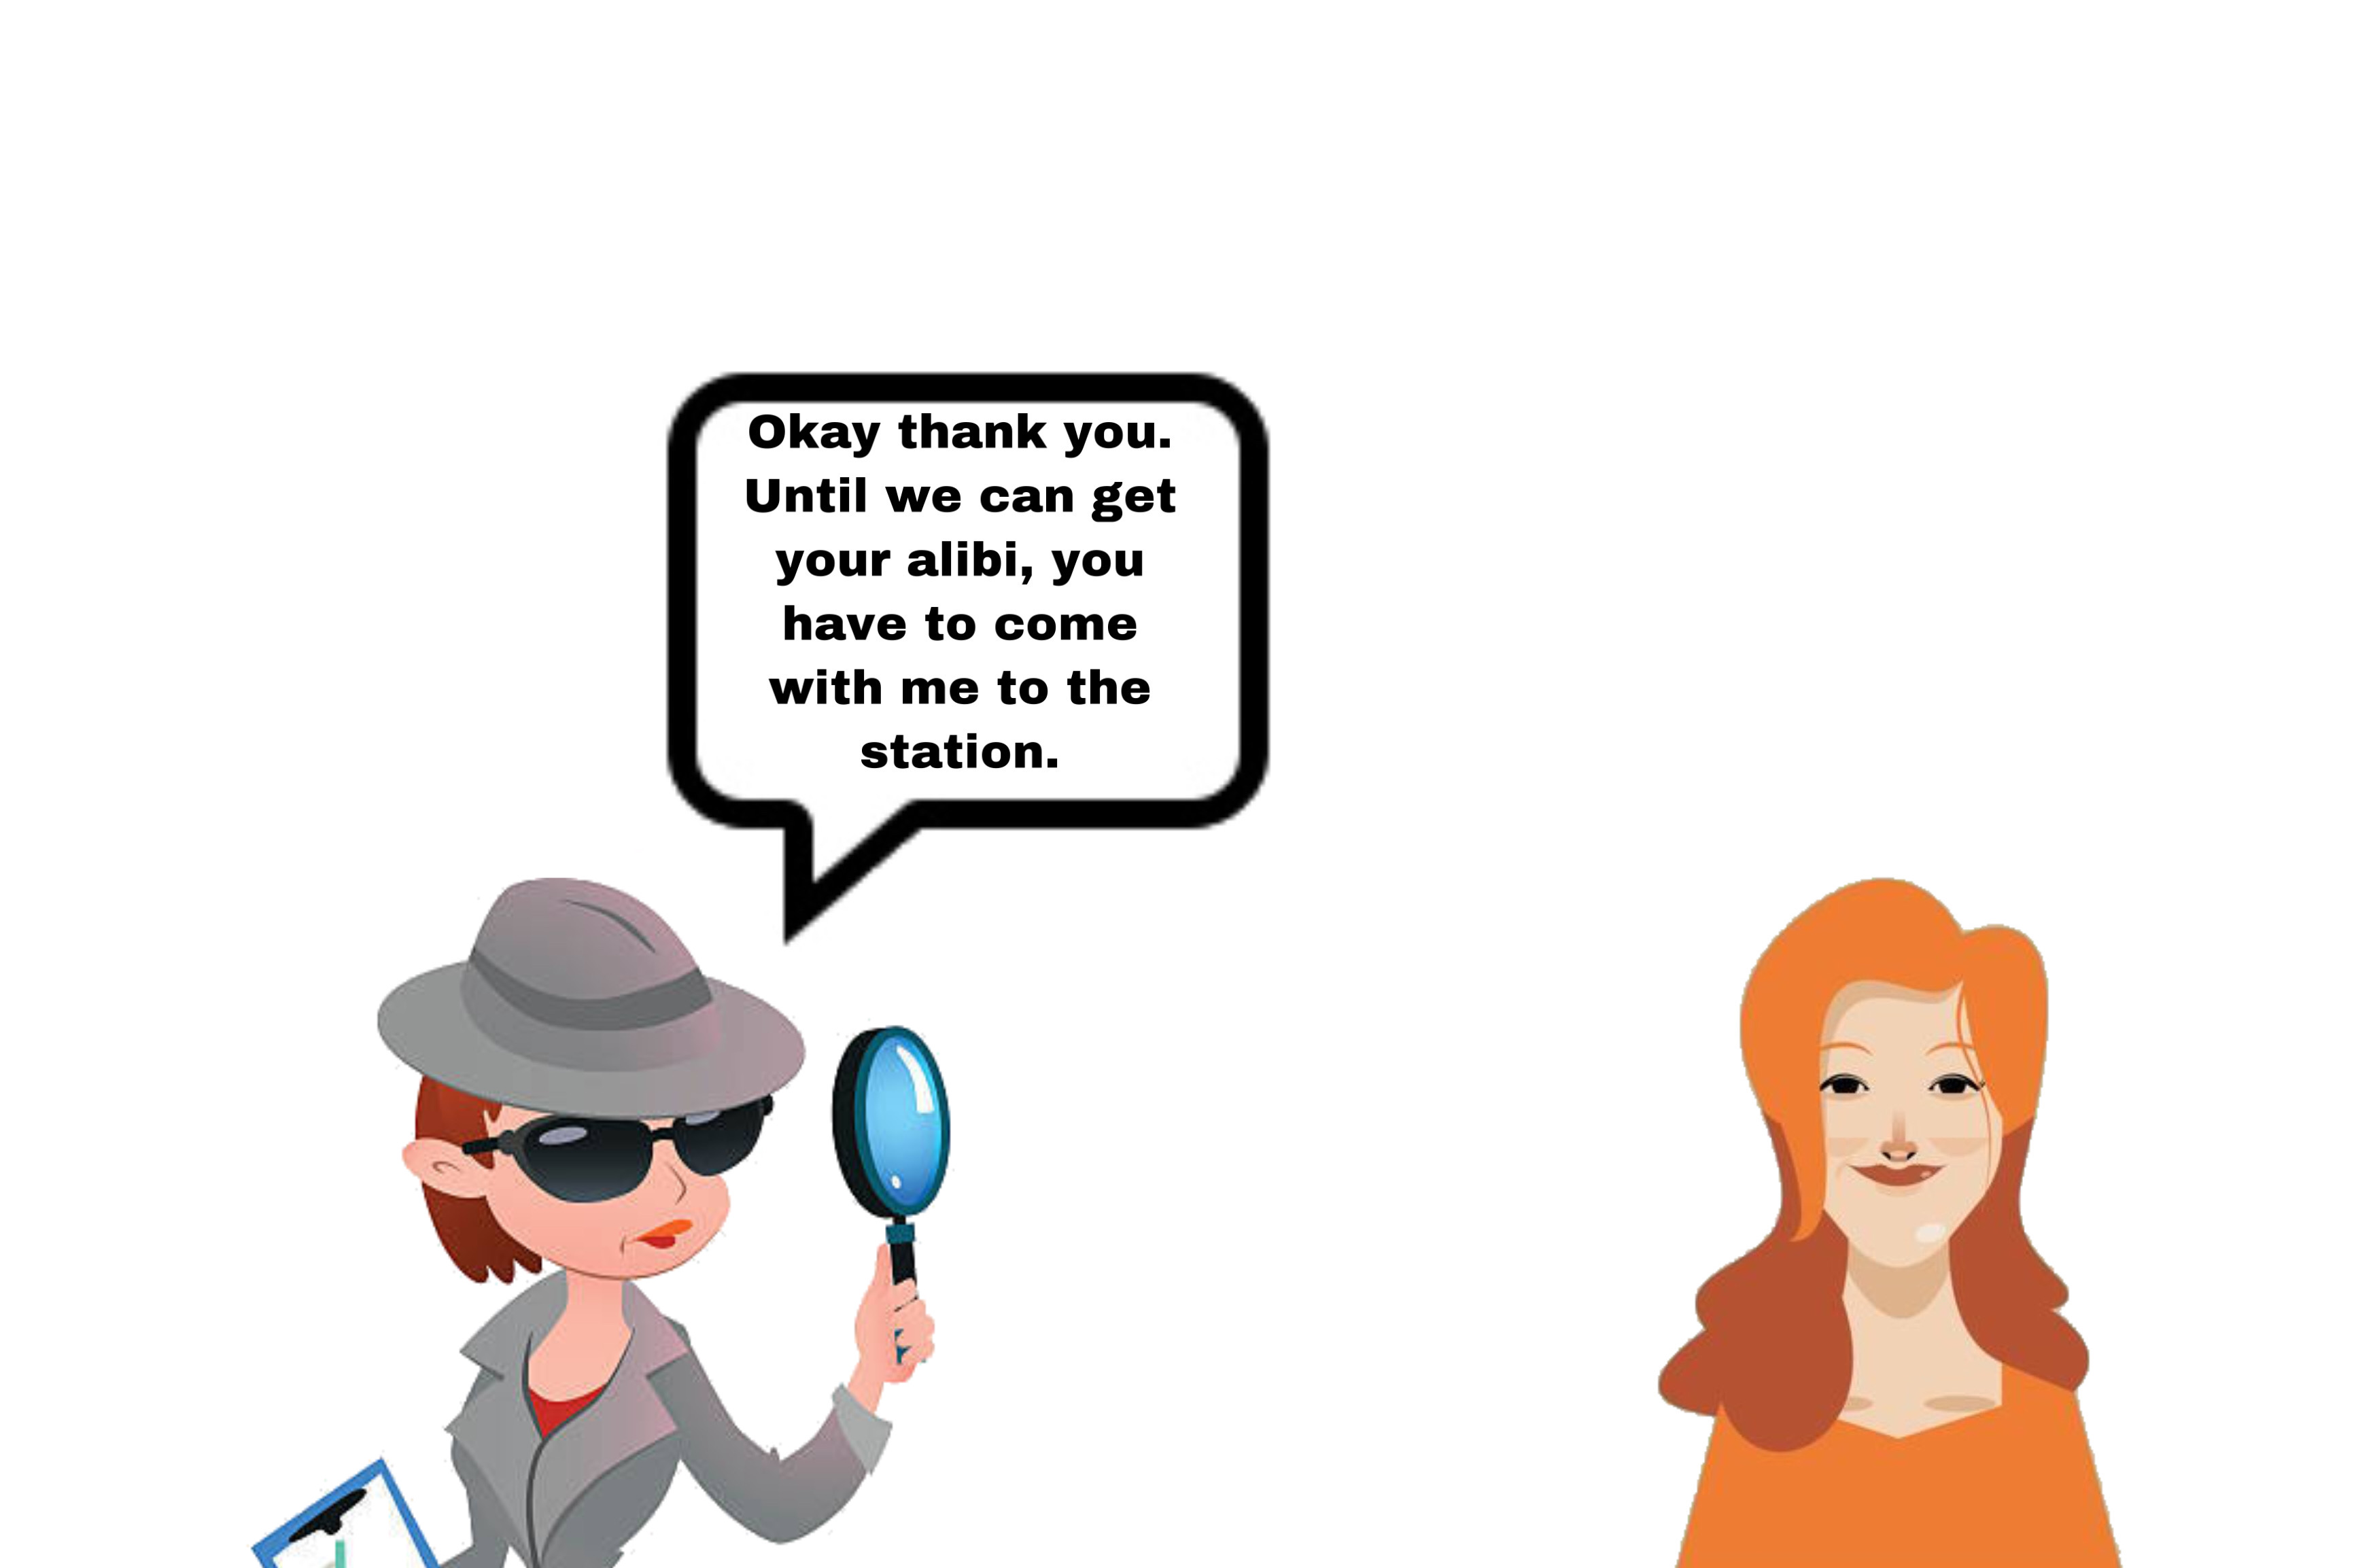 Okay thank you.
Until we can get
your alibi, you
have to come
with me to the
station.